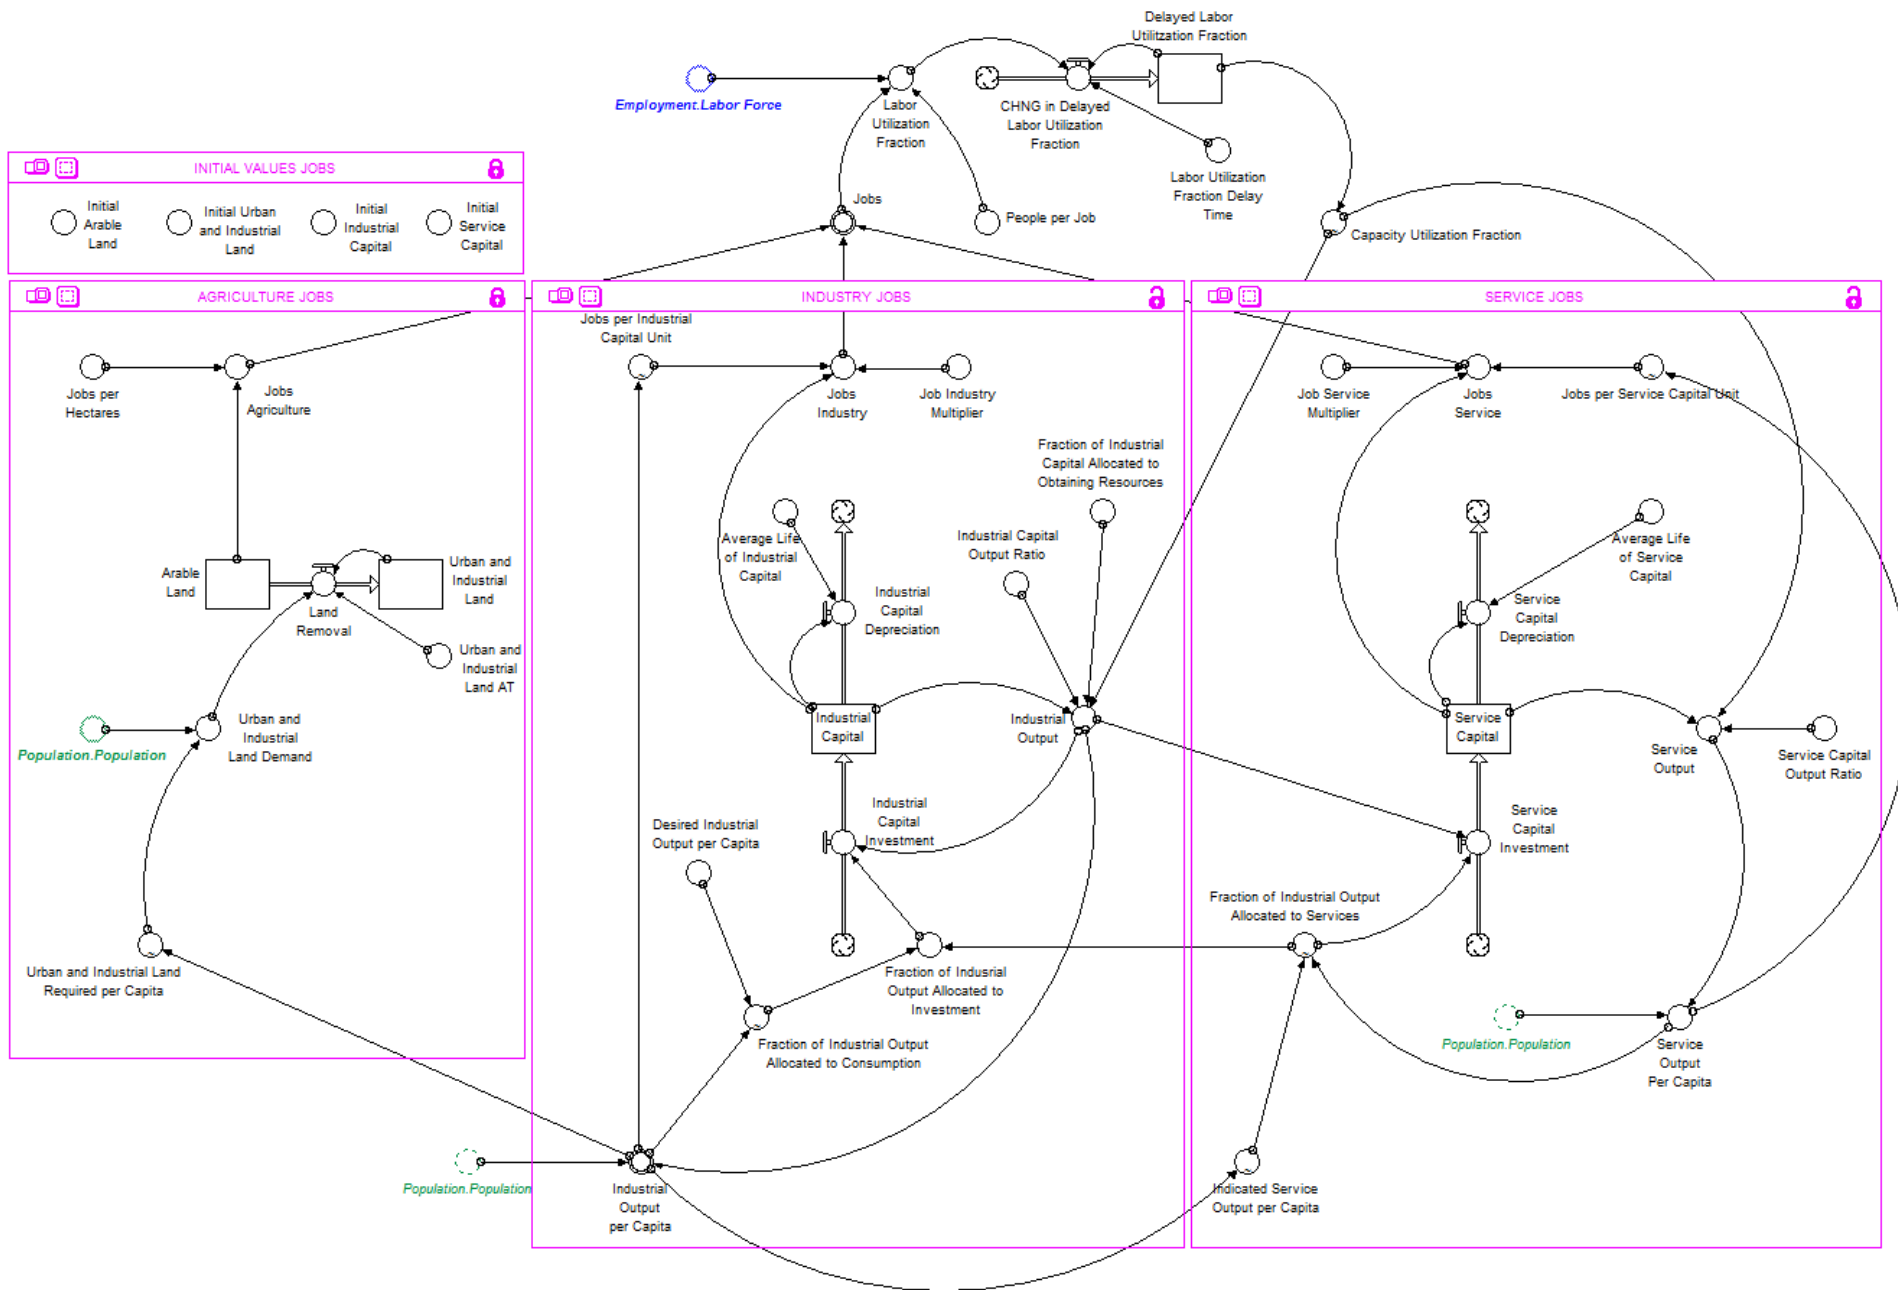 Delayed Labor
Utilitzation Fraction
Employment.Labor Force
Labor
Utilization
Fraction
CHNG in Delayed
Labor Utilization
Fraction
Labor Utilization
Fraction Delay
Time
INITIAL VALUES JOBS
Initial
Arable
Land
Initial Urban
and Industrial
Land
Initial
Industrial
Capital
Initial
Service
Capital
Jobs
People per Job
Capacity Utilization Fraction
AGRICULTURE JOBS
INDUSTRY JOBS
SERVICE JOBS
Jobs per
Hectares
Jobs
Agriculture
Arable
Land
Land
Removal
Urban and
Industrial
Land
Urban and
Industrial
Land AT
Population.Population
Urban and
Industrial
Land Demand
Urban and Industrial Land
Required per Capita
Jobs per Industrial
Capital Unit
Jobs
Industry
Job Industry
Multiplier
Fraction of Industrial
Capital Allocated to
Obtaining Resources
Average Life
of Industrial
Capital
Industrial Capital
Output Ratio
Industrial
Capital
Depreciation
Industrial
Capital
Industrial
Output
Industrial
Capital
Investment
Desired Industrial
Output per Capita
Fraction of Indusrial
Output Allocated to
Investment
Fraction of Industrial Output
Allocated to Consumption
Population.Population
Industrial
Output
per Capita
Job Service
Multiplier
Jobs
Service
Jobs per Service Capital Unit
Average Life
of Service
Capital
Service
Capital
Depreciation
Service
Capital
Service
Output
Service Capital
Output Ratio
Service
Capital
Investment
Fraction of Industrial Output
Allocated to Services
Population.Population
Service
Output
Per Capita
Indicated Service
Output per Capita